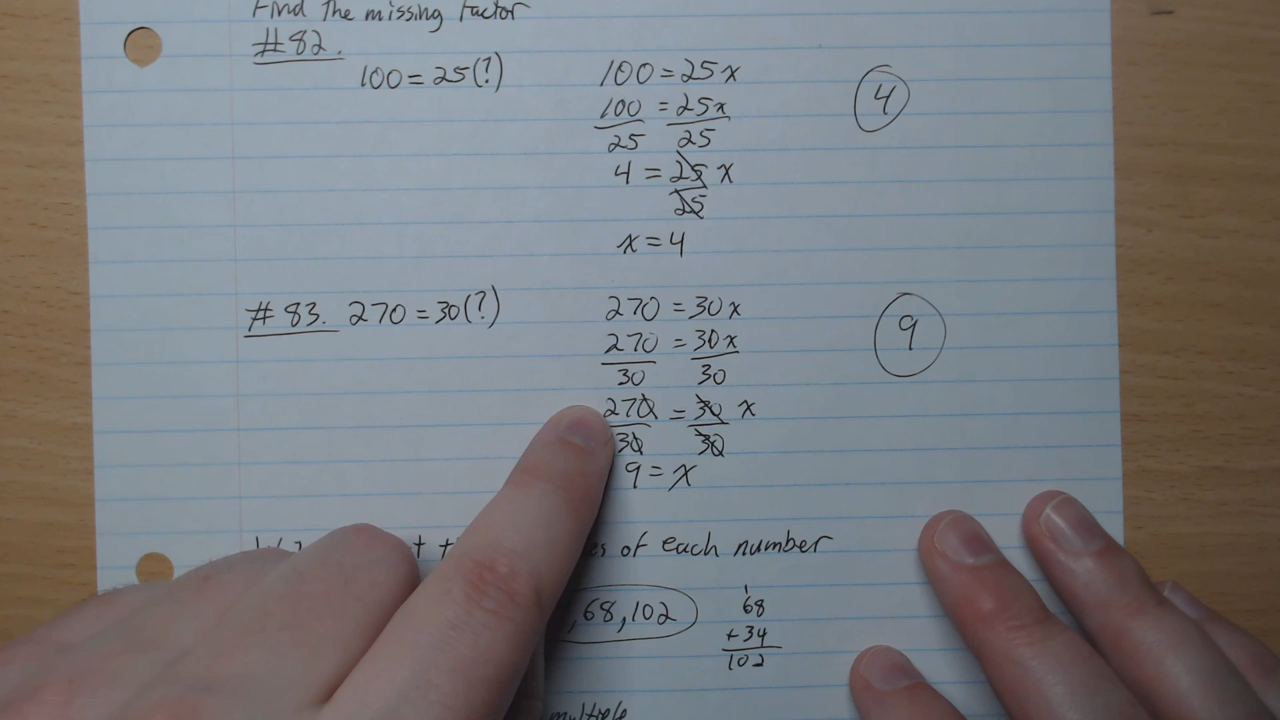 Find the missing factor
#82.
100 = 25(?)
100 = 25x
100 = 25x
25 25
4 = 25 x
25
x = 4
4
#83. 270 = 30(?)
270 = 30x
270 = 30x
30 30
270 = 30 x
30 30
9 = x
9
of each number
68, 102
1
68
+34
102
multiple